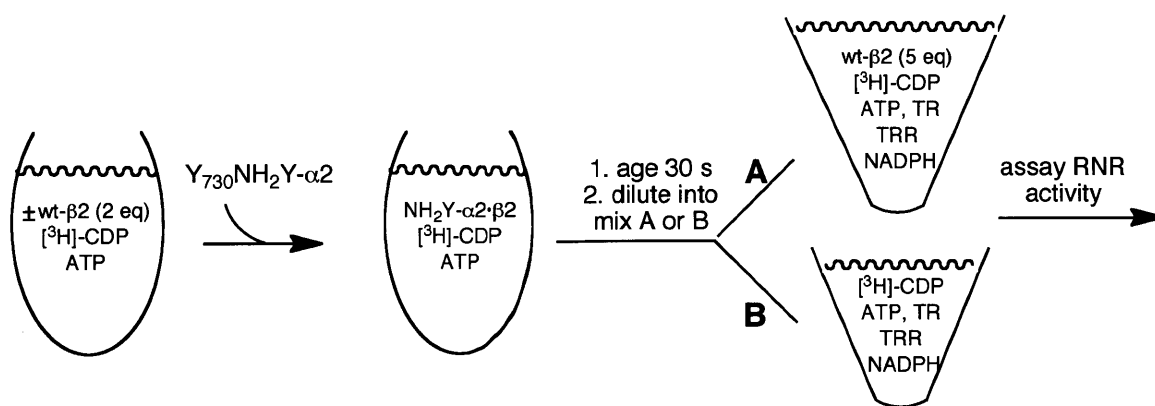 ±wt-β2 (2 eq)
[³H]-CDP
ATP
Y₇₃₀NH₂Y-α2
NH₂Y-α2•β2
[³H]-CDP
ATP
1. age 30 s
2. dilute into
mix A or B
A
B
wt-β2 (5 eq)
[³H]-CDP
ATP, TR
TRR
NADPH
[³H]-CDP
ATP, TR
TRR
NADPH
assay RNR
activity